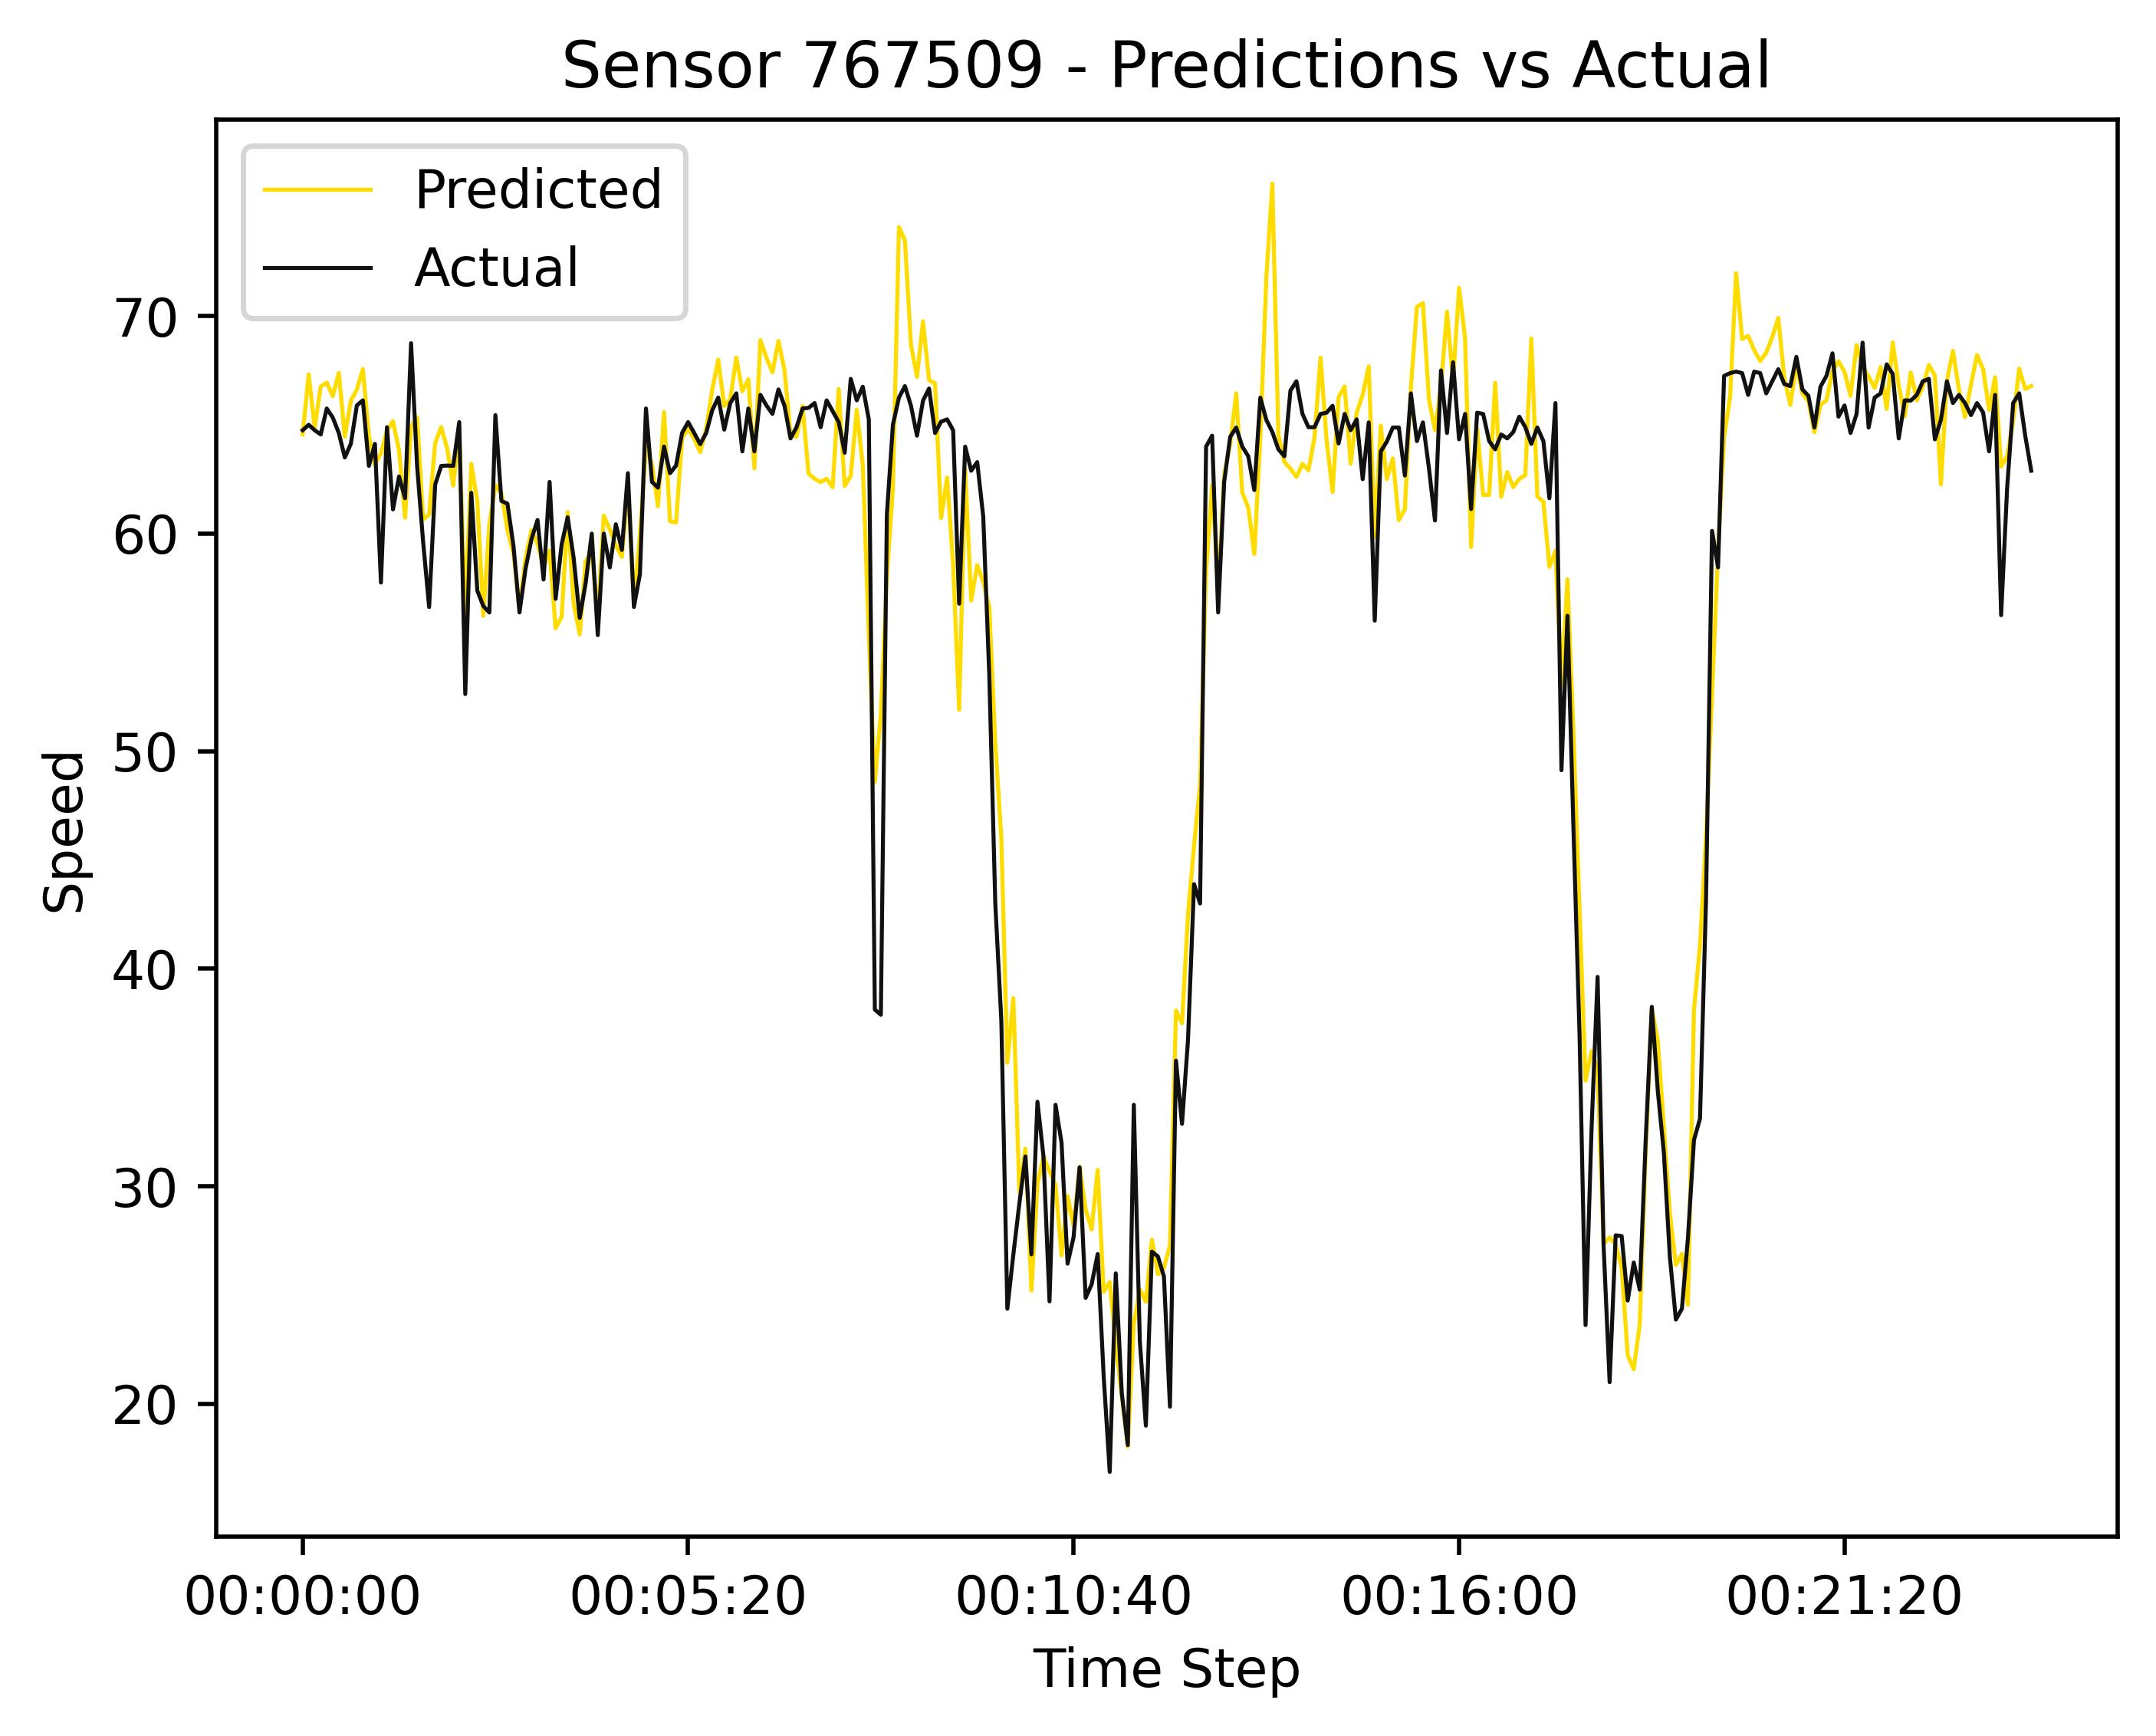 Sensor 767509 - Predictions vs Actual
Predicted
Actual
70
60
50
40
30
20
Speed
00:00:00
00:05:20
00:10:40
00:16:00
00:21:20
Time Step